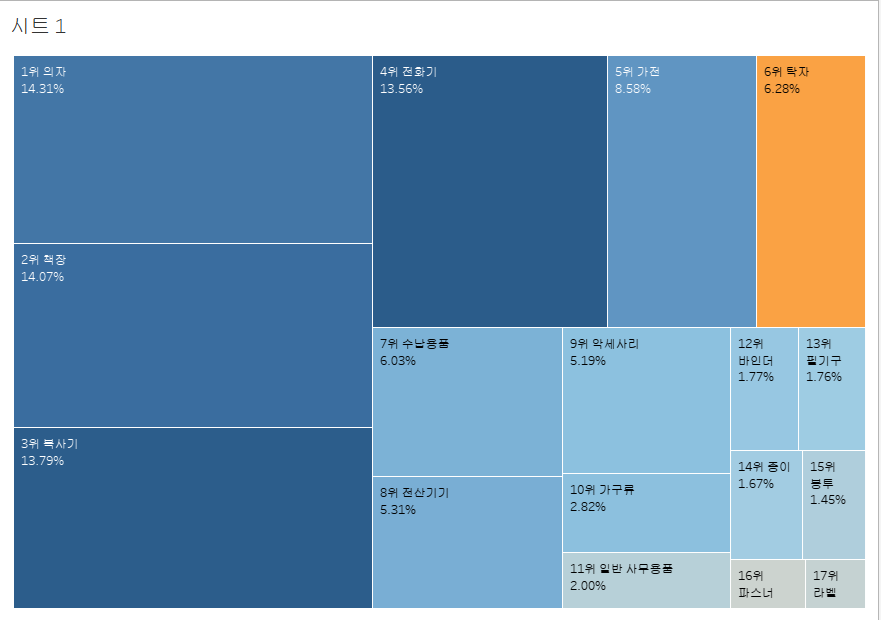 시트 1
1위 의자
14.31%
2위 책장
14.07%
3위 복사기
13.79%
4위 전화기
13.56%
5위 가전
8.58%
6위 탁자
6.28%
7위 수납용품
6.03%
8위 전산기기
5.31%
9위 악세사리
5.19%
10위 가구류
2.82%
11위 일반 사무용품
2.00%
12위
바인더
1.77%
13위
필기구
1.76%
14위 종이
1.67%
15위
봉투
1.45%
16위
파스너
17위
라벨